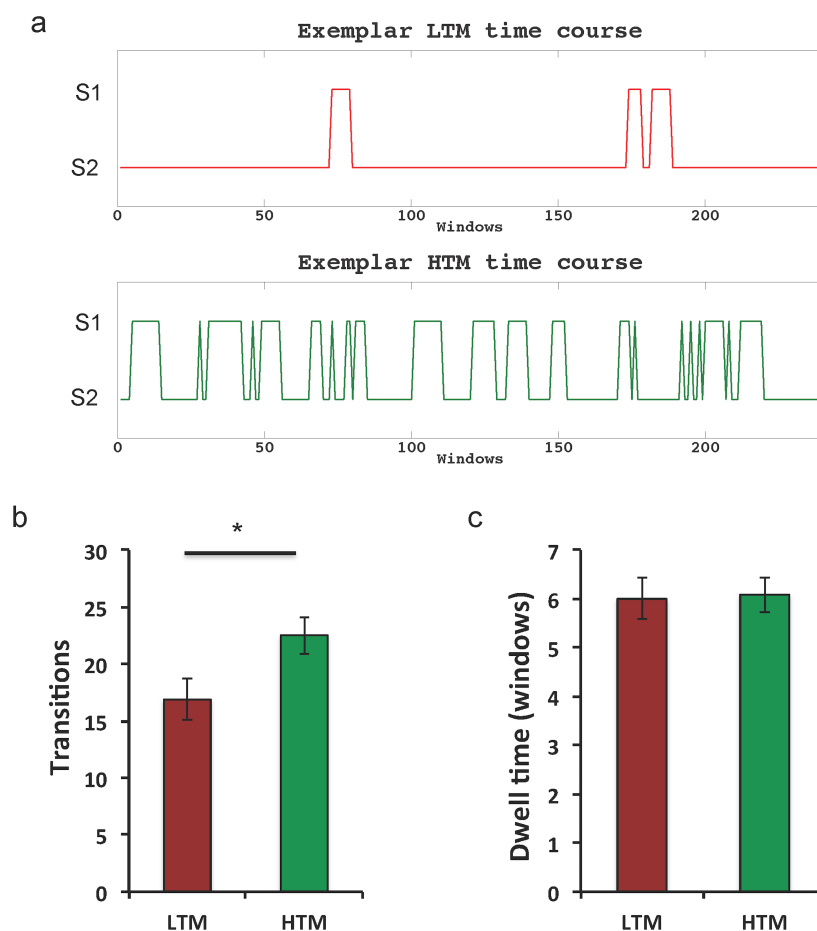 a
Exemplar LTM time course
S1
S2
0 50 100 150 200
Windows
Exemplar HTM time course
S1
S2
0 50 100 150 200
Windows
b
*
30
25
20
15
10
5
0
Transitions
LTM HTM
c
7
6
5
4
3
2
1
0
Dwell time (windows)
LTM HTM